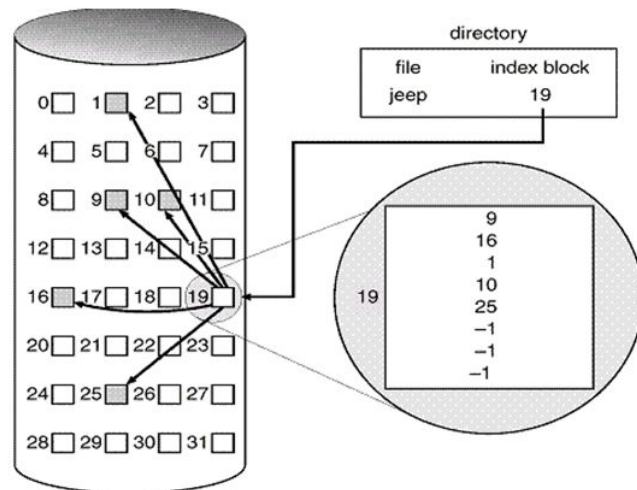 directory
file index block
jeep 19
0 1 2 3
4 5 6 7
8 9 10 11
12 13 14 15
16 17 18 19
20 21 22 23
24 25 26 27
28 29 30 31
19
9
16
1
10
25
–1
–1
–1